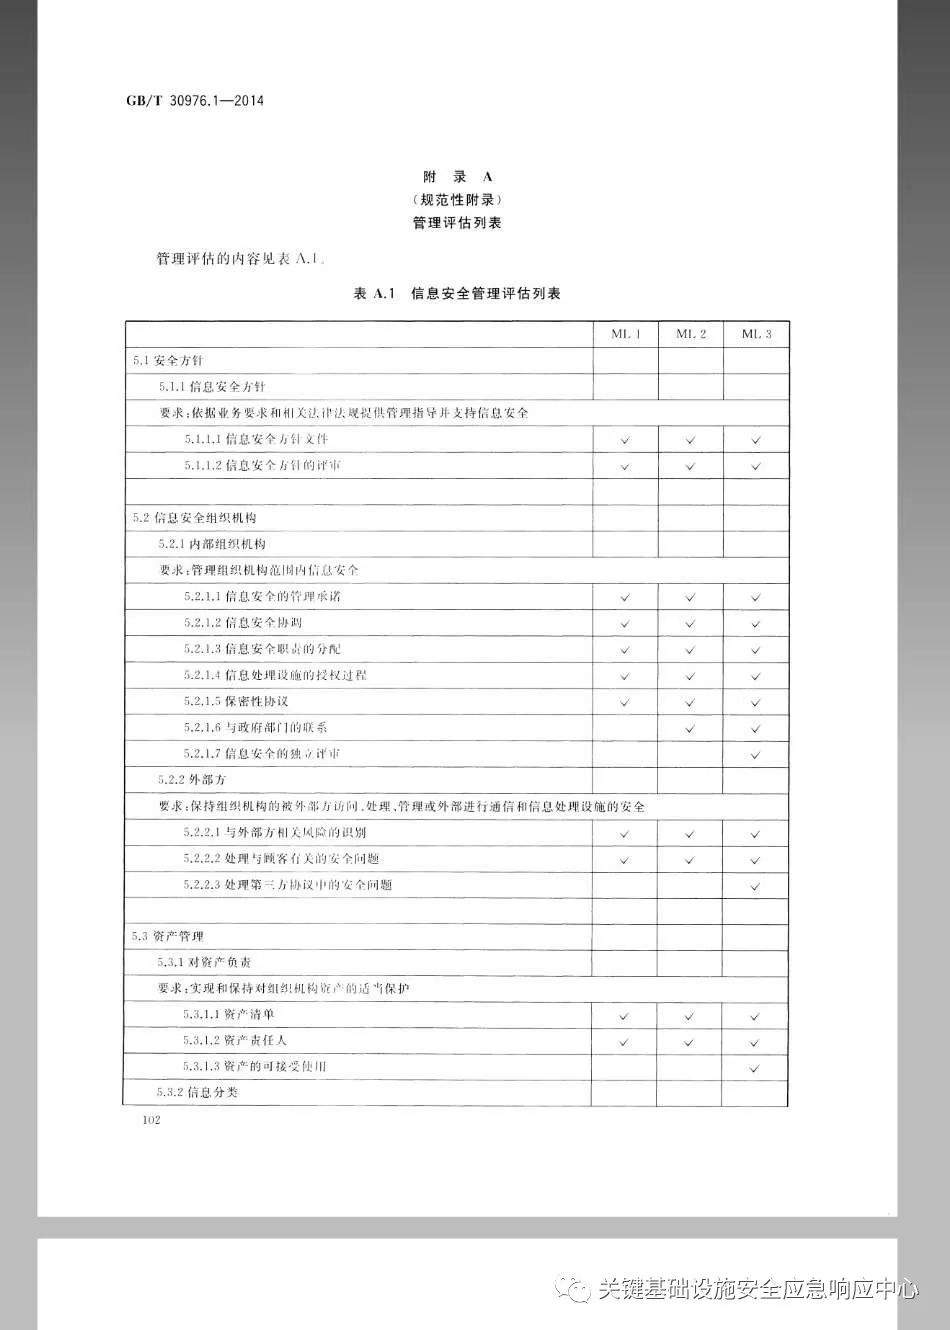 GB/T 30976.1—2014
附 录 A
(规范性附录)
管理评估列表
管理评估的内容见表 A.1。
表 A.1 信息安全管理评估列表
ML 1 ML 2 ML 3
5.1 安全方针
5.1.1 信息安全方针
要求:依据业务要求和相关法律法规提供管理指导并支持信息安全
5.1.1.1 信息安全方针文件 ✓ ✓ ✓
5.1.1.2 信息安全方针的评审 ✓ ✓ ✓
5.2 信息安全组织机构
5.2.1 内部组织机构
要求:管理组织机构范围内信息安全
5.2.1.1 信息安全的管理承诺 ✓ ✓ ✓
5.2.1.2 信息安全协调 ✓ ✓ ✓
5.2.1.3 信息安全职责的分配 ✓ ✓ ✓
5.2.1.4 信息处理设施的授权过程 ✓ ✓ ✓
5.2.1.5 保密性协议 ✓ ✓ ✓
5.2.1.6 与政府部门的联系 ✓ ✓
5.2.1.7 信息安全的独立评审 ✓
5.2.2 外部方
要求:保持组织机构的被外部方访问、处理、管理或外部进行通信和信息处理设施的安全
5.2.2.1 与外部方相关风险的识别 ✓ ✓ ✓
5.2.2.2 处理与顾客有关的安全问题 ✓ ✓ ✓
5.2.2.3 处理第三方协议中的安全问题 ✓
5.3 资产管理
5.3.1 对资产负责
要求:实现和保持对组织机构资产的适当保护
5.3.1.1 资产清单 ✓ ✓ ✓
5.3.1.2 资产责任人 ✓ ✓ ✓
5.3.1.3 资产的可接受使用 ✓
5.3.2 信息分类
102
关键基础设施安全应急响应中心